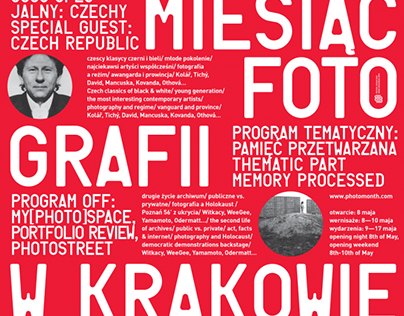 JALNY: CZECHY
SPECIAL GUEST:
CZECH REPUBLIC
MIESIĄC
czescy klasycy czerni i bieli/ młode pokolenie/
najciekawsi artyści współcześni/ fotografia
a reżim/ awangarda i prowincja/ Kolář, Tichý,
David, Mancuska, Kovanda, Othová...
Czech classics of black & white/ young generation/
the most interesting contemporary artists/
photography and regime/ vanguard and province/
Kolář, Tichý, David, Mancuska, Kovanda, Othová...
FOTO
GRAFII
PROGRAM TEMATYCZNY:
PAMIĘĆ PRZETWARZANA
THEMATIC PART
MEMORY PROCESSED
PROGRAM OFF:
MY(PHOTO)SPACE,
PORTFOLIO REVIEW,
PHOTOSTREET
drugie życie archiwum/ publiczne vs.
prywatne/ fotografia a Holokaust/
Poznań 56' z ukrycia/ Witkacy, WeeGee,
Yamamoto, Odermatt.../ the second life
of archives/ public vs. private/ act, facts
& internet/ photography and Holocaust/
democratic demonstrations backstage/
Witkacy, WeeGee, Yamamoto, Odermatt...
www.photomonth.com
otwarcie: 8 maja
wernisaże: 8—10 maja
wydarzenia: 9—17 maja
opening night 8th of May,
opening weekend
8th-10th of May
W KRAKOWIE